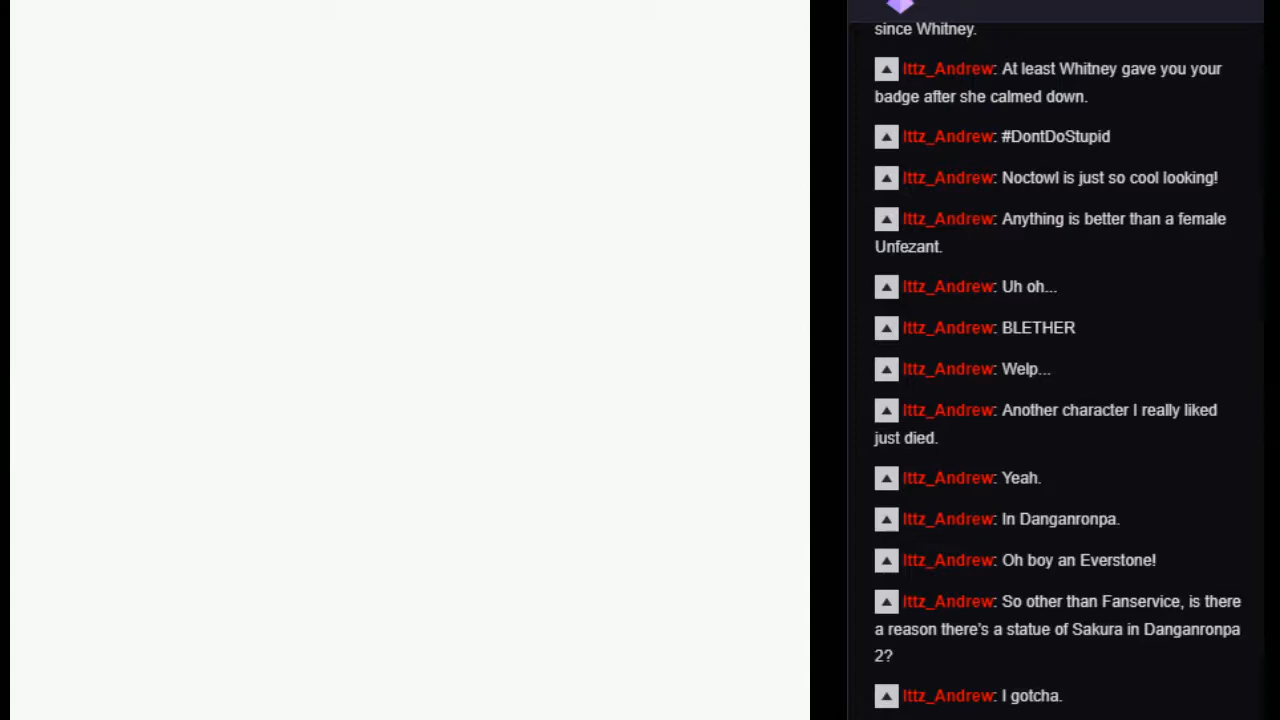 since Whitney.
Ittz_Andrew: At least Whitney gave you your
badge after she calmed down.
Ittz_Andrew: #DontDoStupid
Ittz_Andrew: Noctowl is just so cool looking!
Ittz_Andrew: Anything is better than a female
Unfezant.
Ittz_Andrew: Uh oh...
Ittz_Andrew: BLETHER
Ittz_Andrew: Welp...
Ittz_Andrew: Another character I really liked
just died.
Ittz_Andrew: Yeah.
Ittz_Andrew: In Danganronpa.
Ittz_Andrew: Oh boy an Everstone!
Ittz_Andrew: So other than Fanservice, is there
a reason there's a statue of Sakura in Danganronpa
2?
Ittz_Andrew: I gotcha.